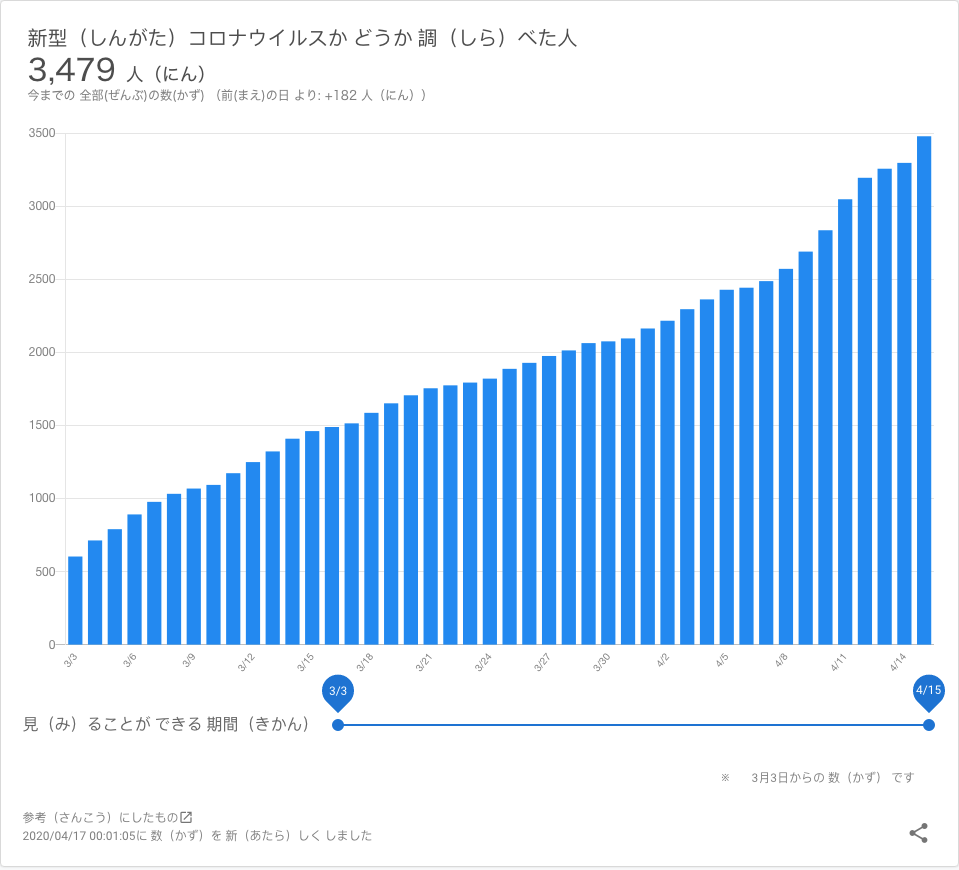 新型（しんがた）コロナウイルスか どうか 調（しら）べた人
3,479 人（にん）
今までの 全部(ぜんぶ)の数(かず) （前(まえ)の日 より: +182 人（にん））
3500
3000
2500
2000
1500
1000
500
0
3/3 3/6 3/9 3/12 3/15 3/18 3/21 3/24 3/27 3/30 4/2 4/5 4/8 4/11 4/14
3/3 4/15
見（み）ることが できる 期間（きかん）
※ 3月3日からの 数（かず） です
参考（さんこう）にしたもの
2020/04/17 00:01:05に 数（かず）を 新（あたら）しく しました